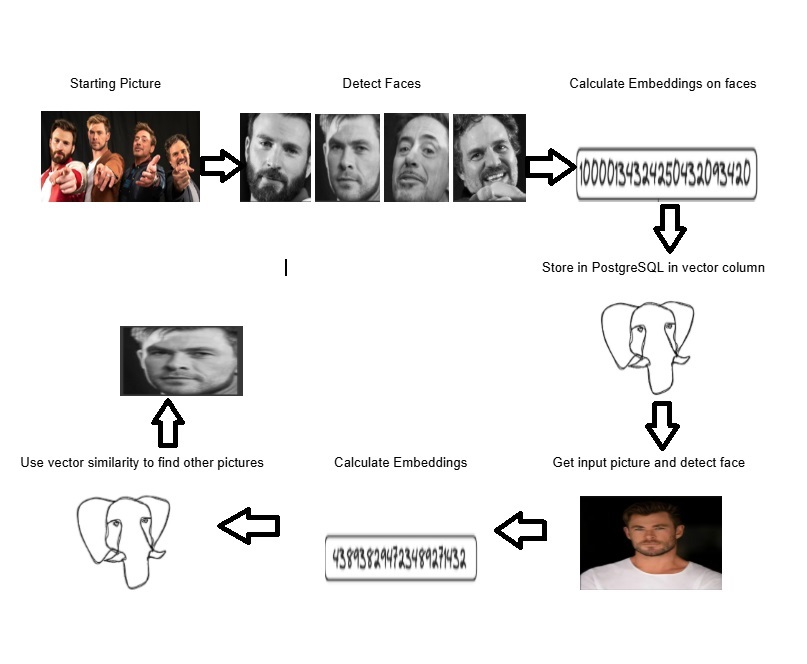 Starting Picture
Detect Faces
Calculate Embeddings on faces
10000134324250432093420
Store in PostgreSQL in vector column
Get input picture and detect face
Calculate Embeddings
Use vector similarity to find other pictures
438938294723489271432